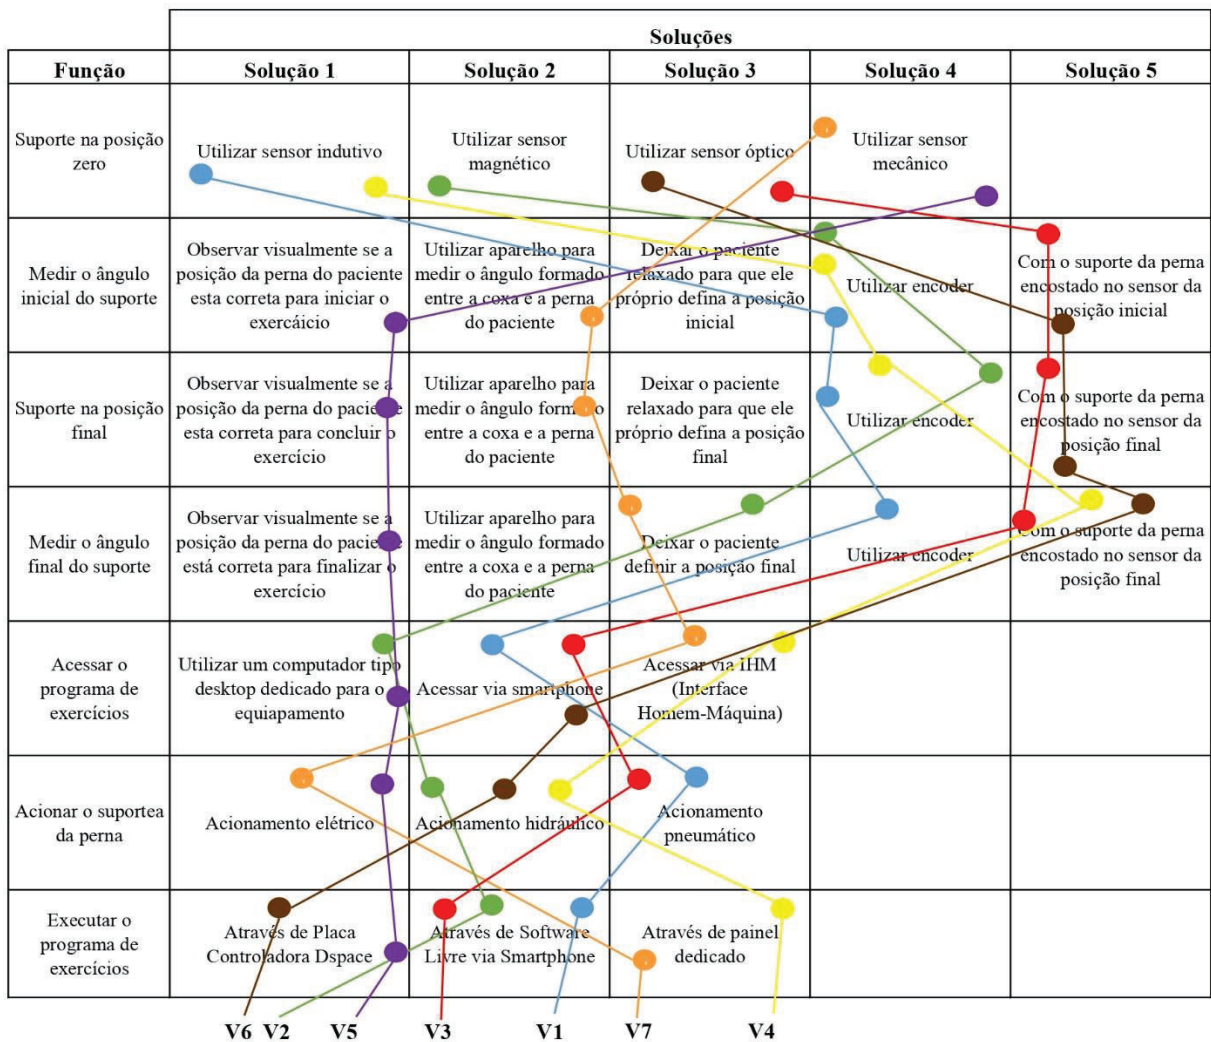 Soluções
Função
Solução 1
Solução 2
Solução 3
Solução 4
Solução 5
Suporte na posição
zero
Utilizar sensor indutivo
Utilizar sensor
magnético
Utilizar sensor óptico
Utilizar sensor
mecânico
Medir o ângulo
inicial do suporte
Observar visualmente se a
posição da perna do paciente
esta correta para iniciar o
exercáicio
Utilizar aparelho para
medir o ângulo formado
entre a coxa e a perna
do paciente
Deixar o paciente
relaxado para que ele
próprio defina a posição
inicial
Utilizar encoder
Com o suporte da perna
encostado no sensor da
posição inicial
Suporte na posição
final
Observar visualmente se a
posição da perna do paciente
esta correta para concluir o
exercício
Utilizar aparelho para
medir o ângulo formado
entre a coxa e a perna
do paciente
Deixar o paciente
relaxado para que ele
próprio defina a posição
final
Utilizar encoder
Com o suporte da perna
encostado no sensor da
posição final
Medir o ângulo
final do suporte
Observar visualmente se a
posição da perna do paciente
está correta para finalizar o
exercício
Utilizar aparelho para
medir o ângulo formado
entre a coxa e a perna
do paciente
Deixar o paciente
definir a posição final
Utilizar encoder
Com o suporte da perna
encostado no sensor da
posição final
Acessar o
programa de
exercícios
Utilizar um computador tipo
desktop dedicado para o
equiapamento
Acessar via smartphone
Acessar via IHM
(Interface
Homem-Máquina)
Acionar o suportea
da perna
Acionamento elétrico
Acionamento hidráulico
Acionamento
pneumático
Executar o
programa de
exercícios
Através de Placa
Controladora Dspace
Através de Software
Livre via Smartphone
Através de painel
dedicado
V6 V2 V5 V3 V1 V7 V4